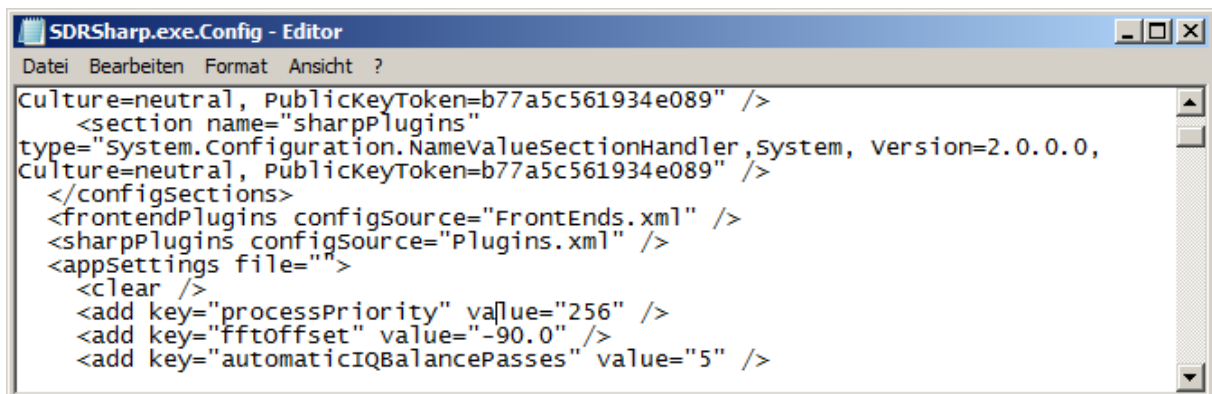 SDRSharp.exe.Config - Editor
Datei Bearbeiten Format Ansicht ?
Culture=neutral, PublicKeyToken=b77a5c561934e089" />
    <section name="sharpPlugins"
type="System.Configuration.NameValueSectionHandler,System, Version=2.0.0.0,
Culture=neutral, PublicKeyToken=b77a5c561934e089" />
  </configSections>
  <frontendPlugins configSource="FrontEnds.xml" />
  <sharpPlugins configSource="Plugins.xml" />
  <appSettings file="">
    <clear />
    <add key="processPriority" value="256" />
    <add key="fftOffset" value="-90.0" />
    <add key="automaticIQBalancePasses" value="5" />